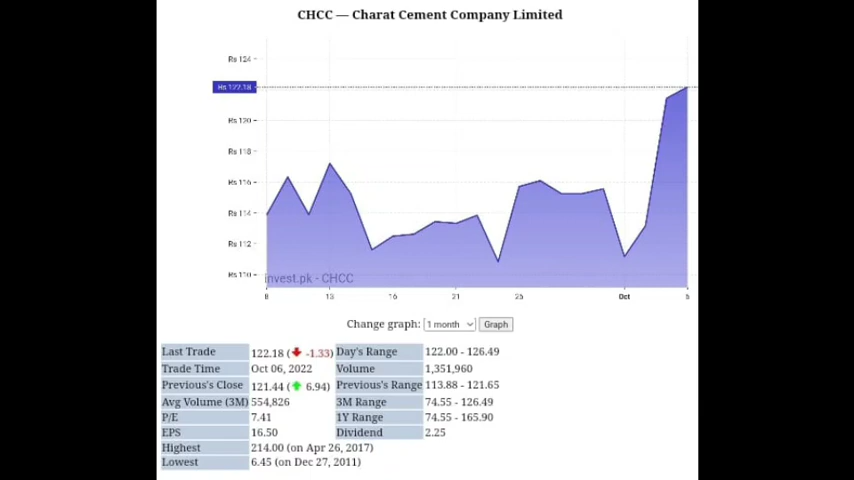 CHCC — Charat Cement Company Limited
Rs 124
Rs 122.18
Rs 120
Rs 118
Rs 116
Rs 114
Rs 112
Rs 110
invest.pk - CHCC
8 13 16 21 26 Oct 6
Change graph: 1 month Graph
Last Trade 122.18 ( -1.33) Day's Range 122.00 - 126.49
Trade Time Oct 06, 2022 Volume 1,351,960
Previous's Close 121.44 ( 6.94) Previous's Range 113.88 - 121.65
Avg Volume (3M) 554,826 3M Range 74.55 - 126.49
P/E 7.41 1Y Range 74.55 - 165.90
EPS 16.50 Dividend 2.25
Highest 214.00 (on Apr 26, 2017)
Lowest 6.45 (on Dec 27, 2011)